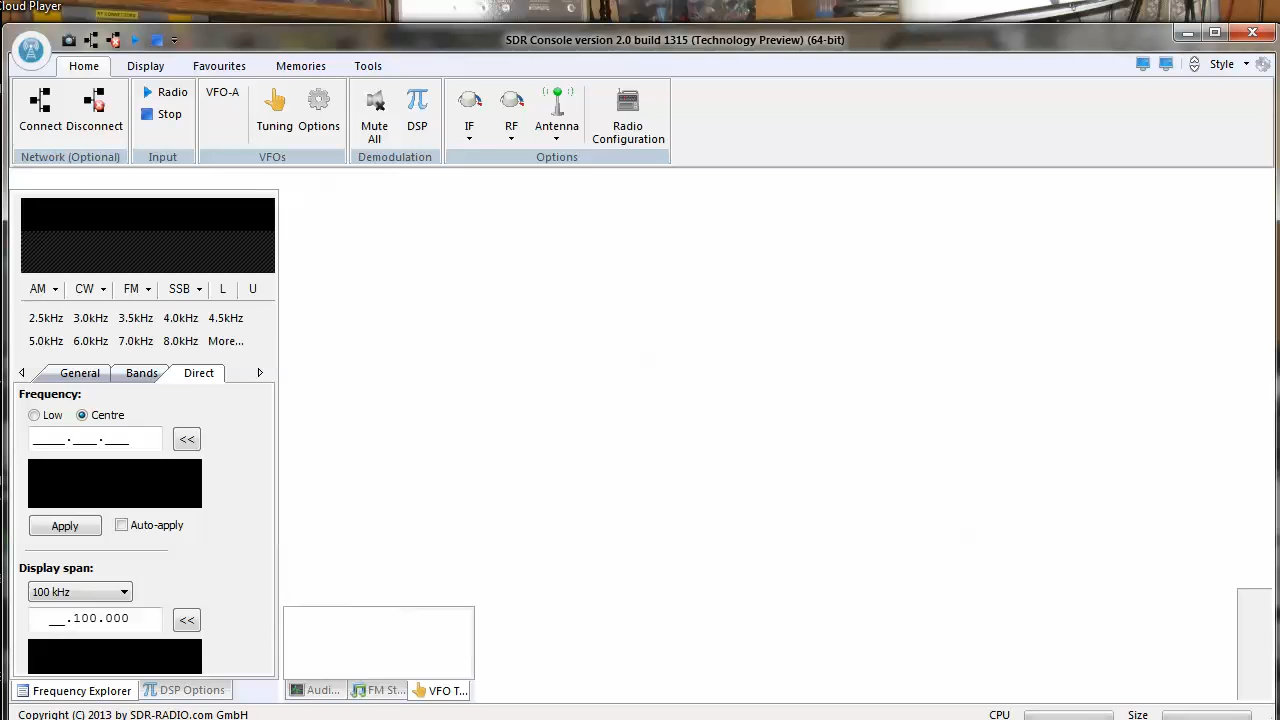 Cloud Player
SDR Console version 2.0 build 1315 (Technology Preview) (64-bit)
Home Display Favourites Memories Tools Style
Connect Disconnect
Network (Optional)
Radio
Stop
Input
VFO-A Tuning Options
VFOs
Mute All DSP
Demodulation
IF RF Antenna Radio Configuration
Options
AM CW FM SSB L U
2.5kHz 3.0kHz 3.5kHz 4.0kHz 4.5kHz
5.0kHz 6.0kHz 7.0kHz 8.0kHz More...
General Bands Direct
Frequency:
Low Centre
____.___.___ <<
Apply Auto-apply
Display span:
100 kHz
__.100.000 <<
Frequency Explorer DSP Options Audi... FM St... VFO T...
Copyright (C) 2013 by SDR-RADIO.com GmbH CPU Size